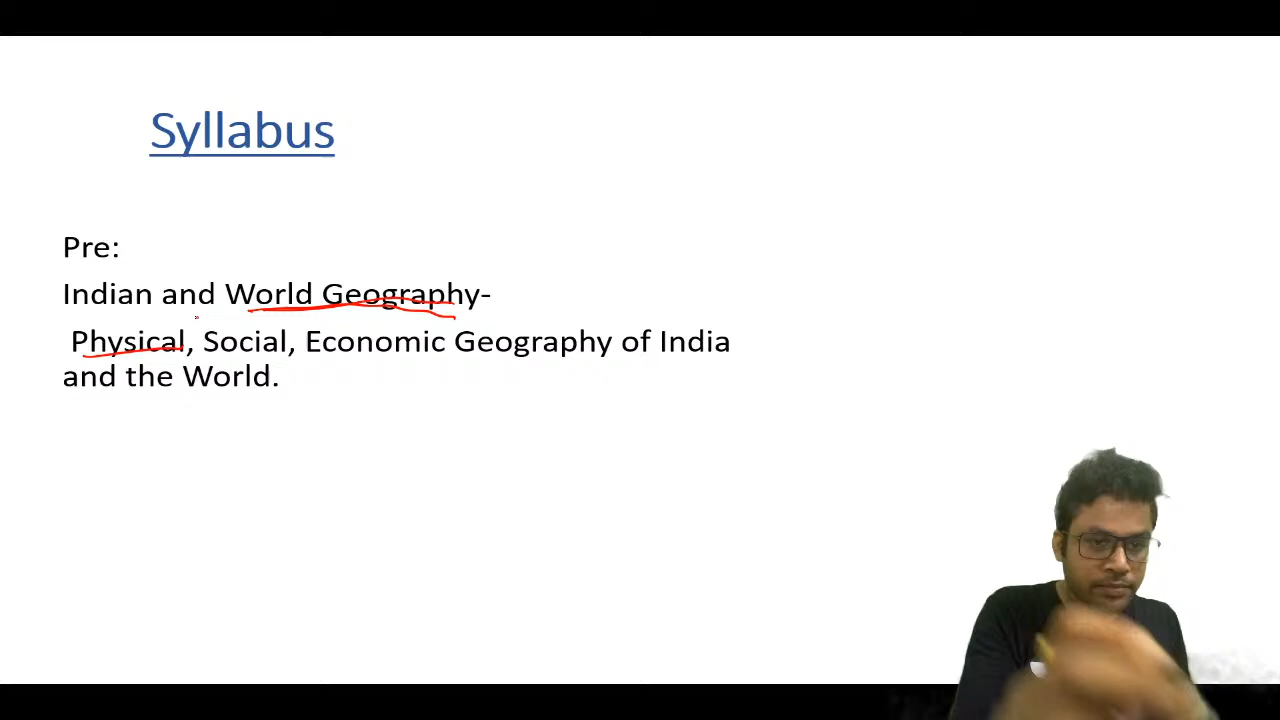 Syllabus
Pre:
Indian and World Geography-
Physical, Social, Economic Geography of India
and the World.